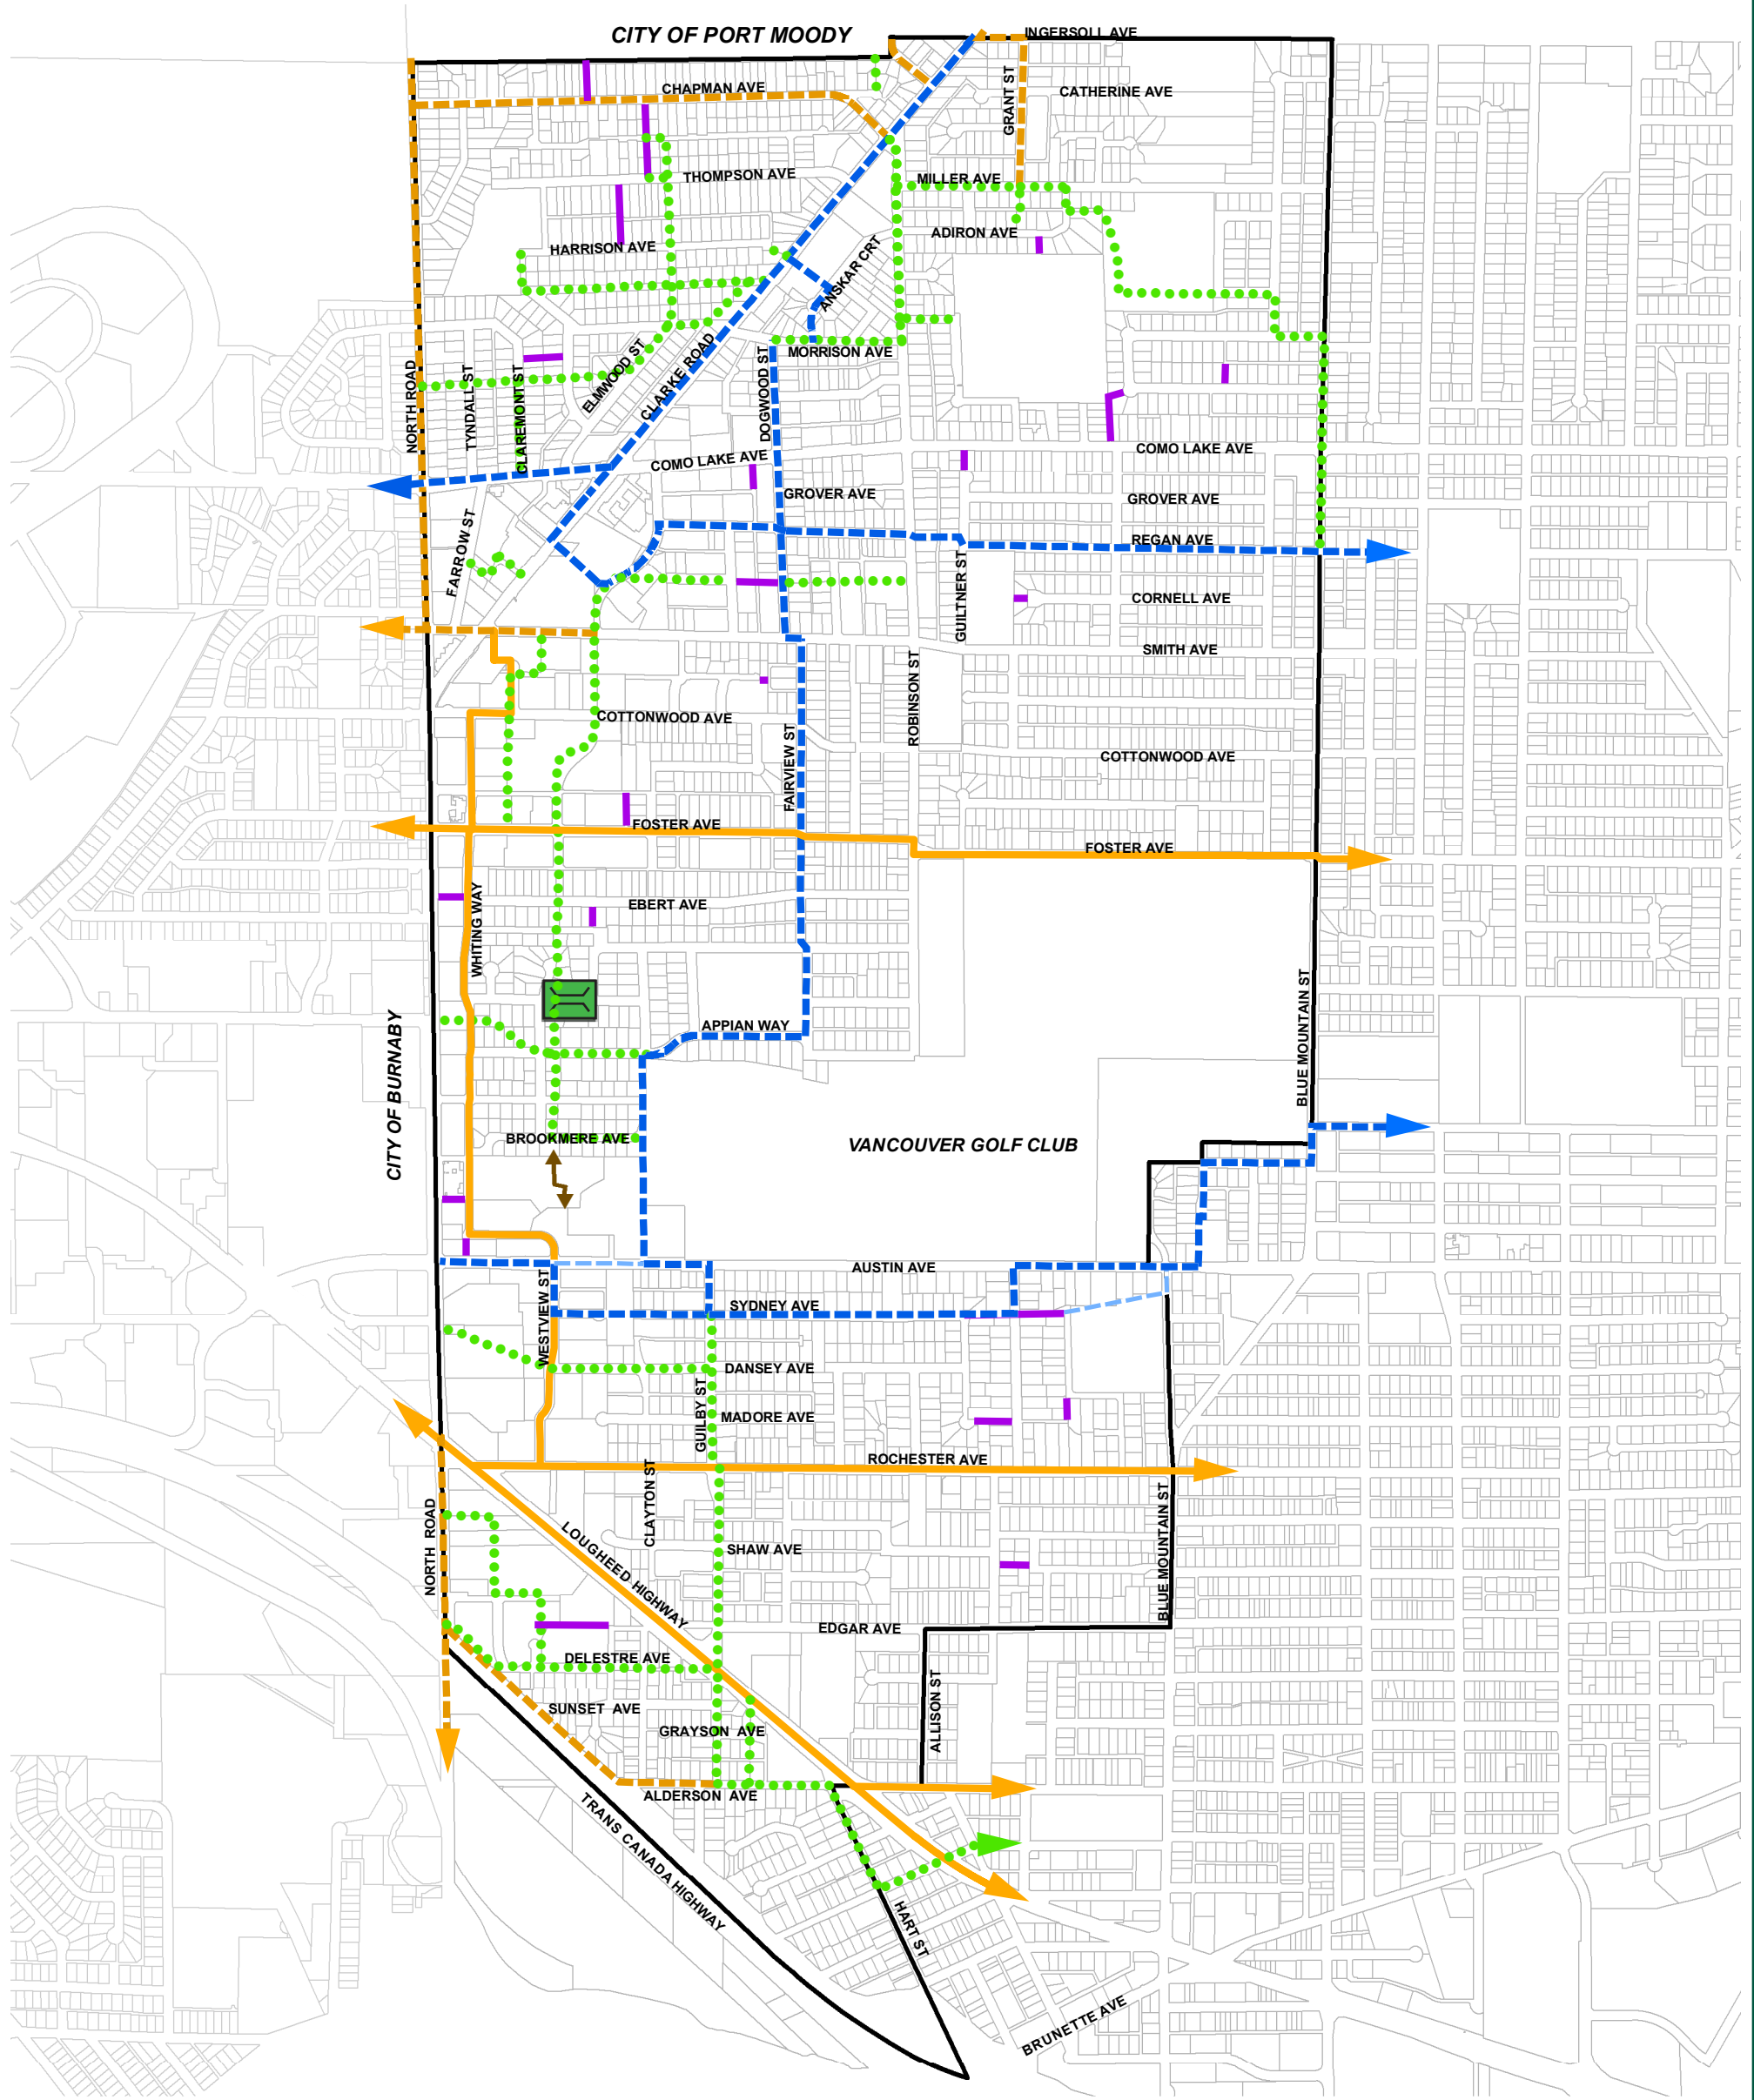 CITY OF PORT MOODY
INGERSOLL AVE
CHAPMAN AVE
GRANT ST
CATHERINE AVE
THOMPSON AVE
MILLER AVE
HARRISON AVE
ADIRON AVE
ANSKAR CRT
NORTH ROAD
TYNDALL ST
CLAREMONT ST
ELMWOOD ST
CLARKE ROAD
DOGWOOD ST
MORRISON AVE
COMO LAKE AVE
COMO LAKE AVE
GROVER AVE
GROVER AVE
FARROW ST
REGAN AVE
GUILTNER ST
CORNELL AVE
SMITH AVE
ROBINSON ST
COTTONWOOD AVE
FAIRVIEW ST
COTTONWOOD AVE
FOSTER AVE
FOSTER AVE
WHITING WAY
EBERT AVE
BLUE MOUNTAIN ST
APPIAN WAY
CITY OF BURNABY
BROOKMERE AVE
VANCOUVER GOLF CLUB
AUSTIN AVE
WESTVIEW ST
SYDNEY AVE
DANSEY AVE
GUILBY ST
MADORE AVE
ROCHESTER AVE
CLAYTON ST
NORTH ROAD
LOUGHEED HIGHWAY
SHAW AVE
BLUE MOUNTAIN ST
EDGAR AVE
DELESTRE AVE
ALLISON ST
SUNSET AVE
GRAYSON AVE
ALDERSON AVE
TRANS CANADA HIGHWAY
HART ST
BRUNETTE AVE